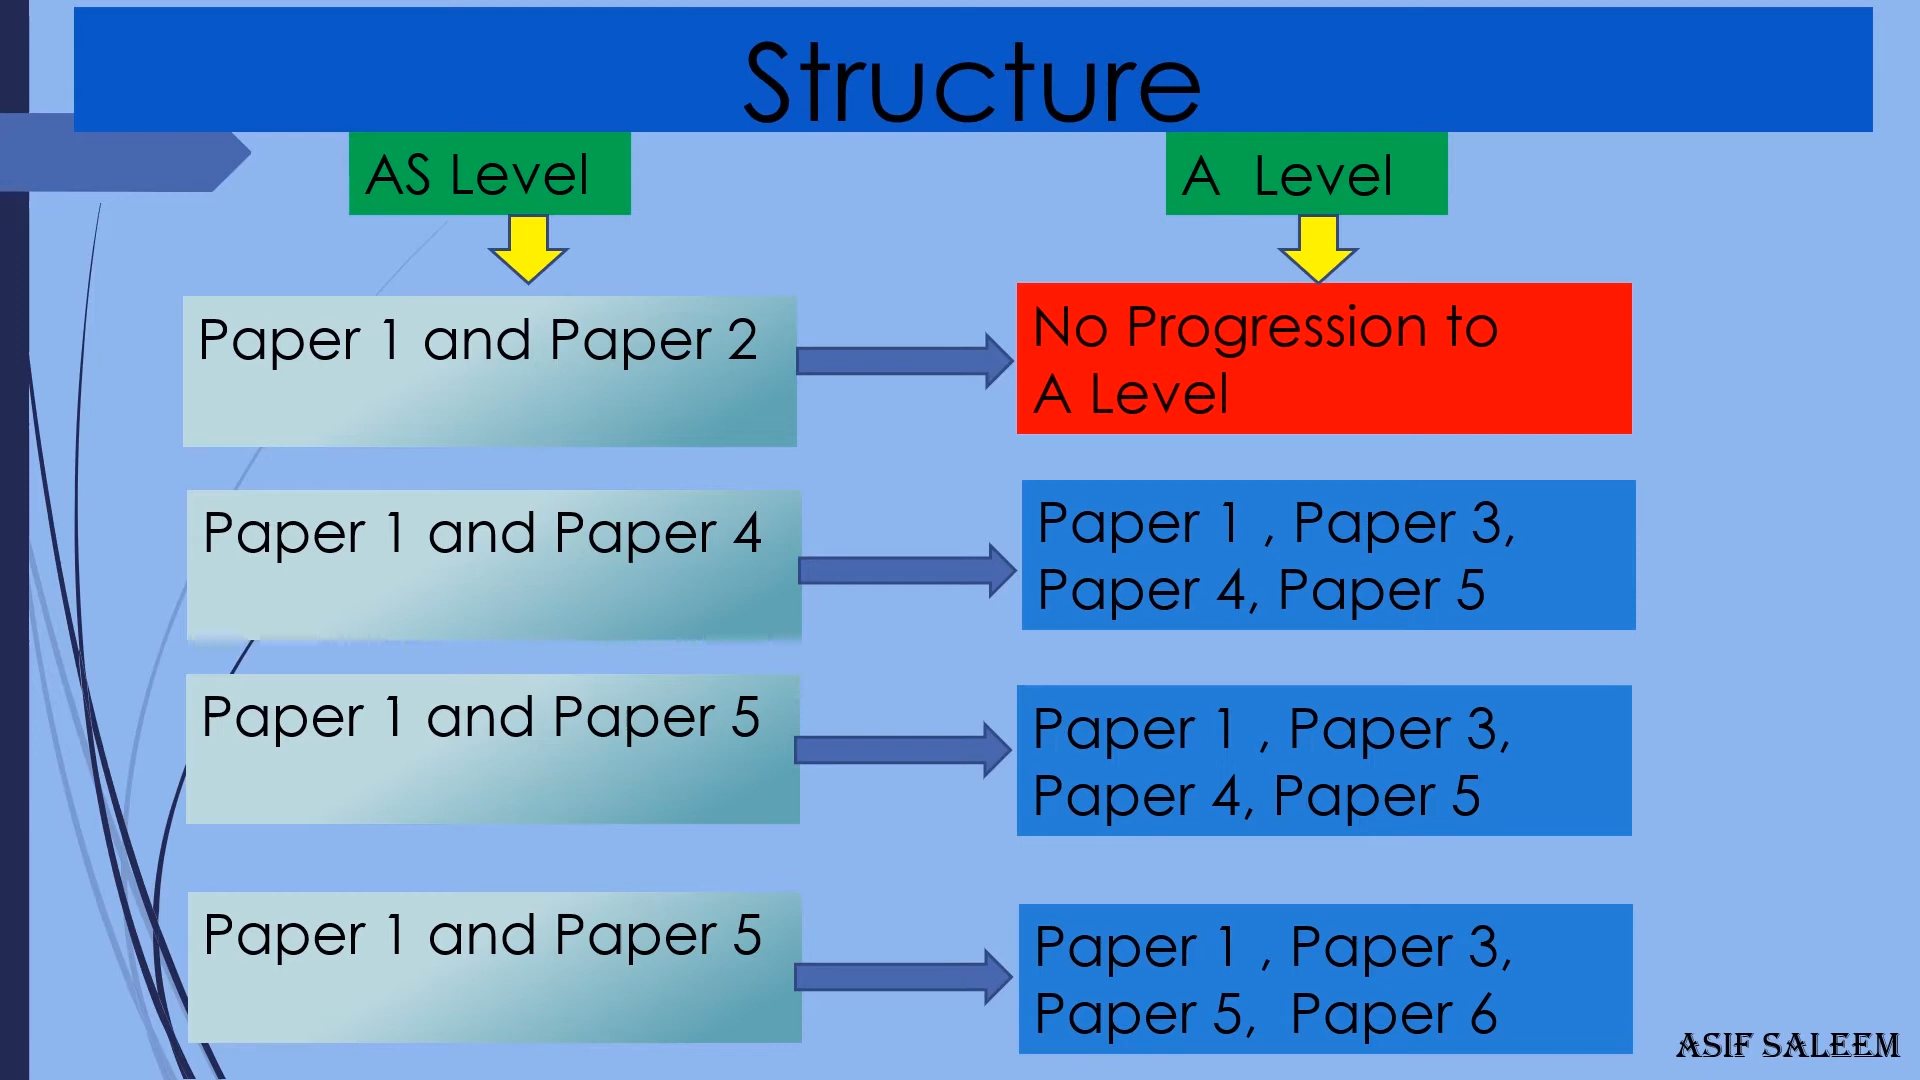 Structure
AS Level
A Level
Paper 1 and Paper 2
No Progression to
A Level
Paper 1 and Paper 4
Paper 1 , Paper 3,
Paper 4, Paper 5
Paper 1 and Paper 5
Paper 1 , Paper 3,
Paper 4, Paper 5
Paper 1 and Paper 5
Paper 1 , Paper 3,
Paper 5, Paper 6
ASIF SALEEM